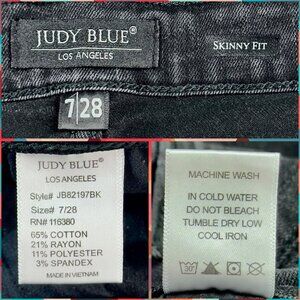 JUDY BLUE®
LOS ANGELES
SKINNY FIT
7|28
JUDY BLUE®
LOS ANGELES
Style# JB82197BK
Size# 7/28
RN# 116380
65% COTTON
21% RAYON
11% POLYESTER
3% SPANDEX
MADE IN VIETNAM
MACHINE WASH
IN COLD WATER
DO NOT BLEACH
TUMBLE DRY LOW
COOL IRON
30°